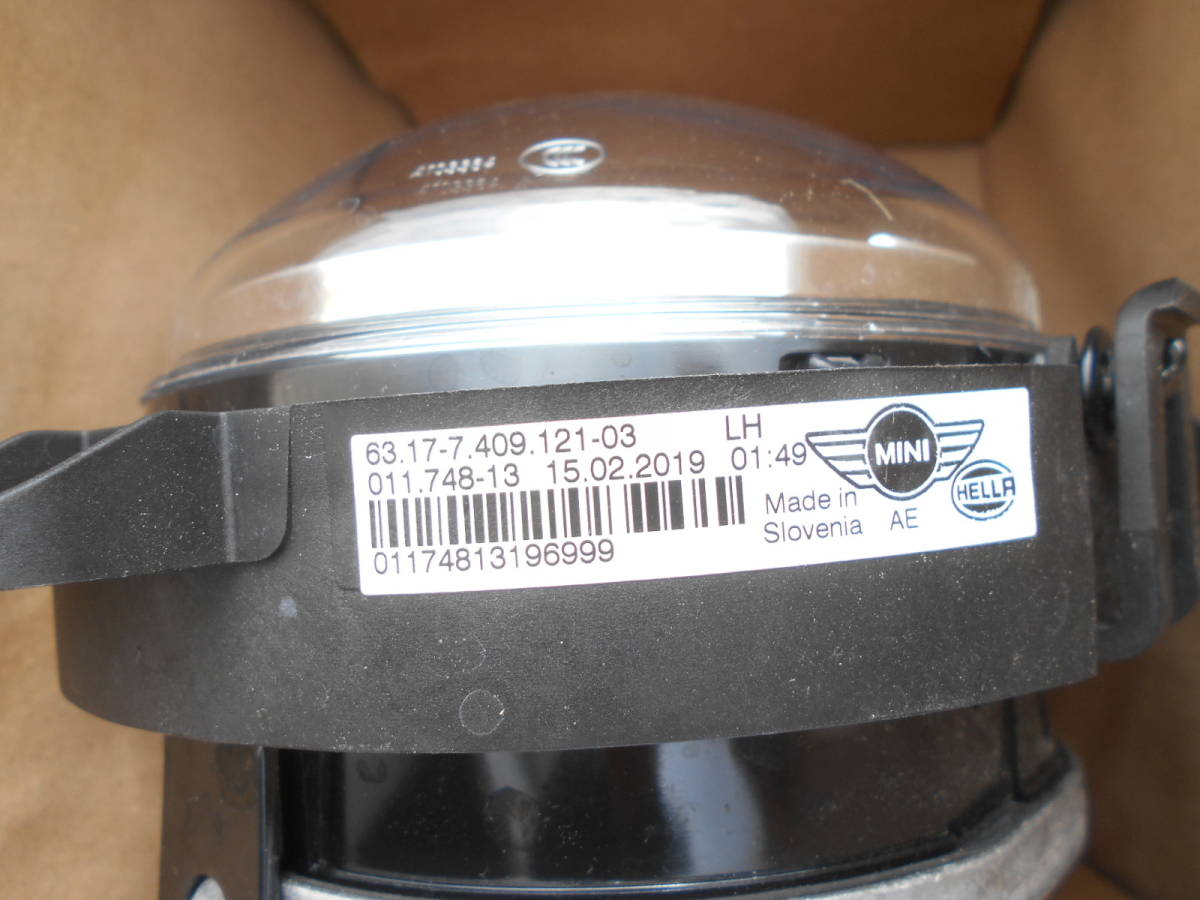 63.17-7.409.121-03 LH
011.748-13 15.02.2019 01:49
MINI
HELLA
Made in
Slovenia AE
01174813196999